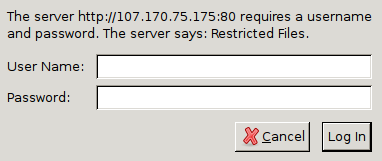 The server http://107.170.75.175:80 requires a username
and password. The server says: Restricted Files.
User Name:
Password:
Cancel Log In